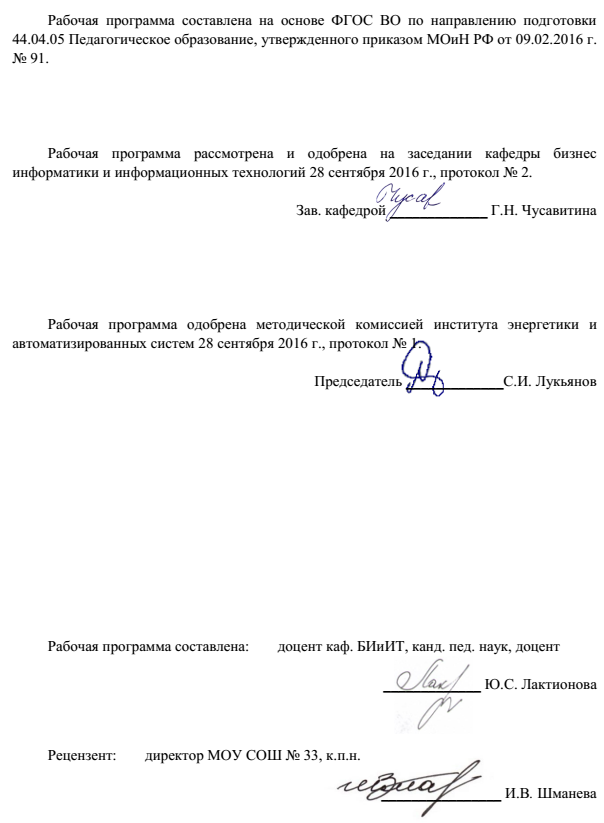 Рабочая программа составлена на основе ФГОС ВО по направлению подготовки
44.04.05 Педагогическое образование, утвержденного приказом МОиН РФ от 09.02.2016 г.
№ 91.
Рабочая программа рассмотрена и одобрена на заседании кафедры бизнес
информатики и информационных технологий 28 сентября 2016 г., протокол № 2.
Зав. кафедрой _____________ Г.Н. Чусавитина
Рабочая программа одобрена методической комиссией института энергетики и
автоматизированных систем 28 сентября 2016 г., протокол № 1.
Председатель _____________С.И. Лукьянов
Рабочая программа составлена: доцент каф. БИиИТ, канд. пед. наук, доцент
_____________ Ю.С. Лактионова
Рецензент: директор МОУ СОШ № 33, к.п.н.
________________ И.В. Шманева